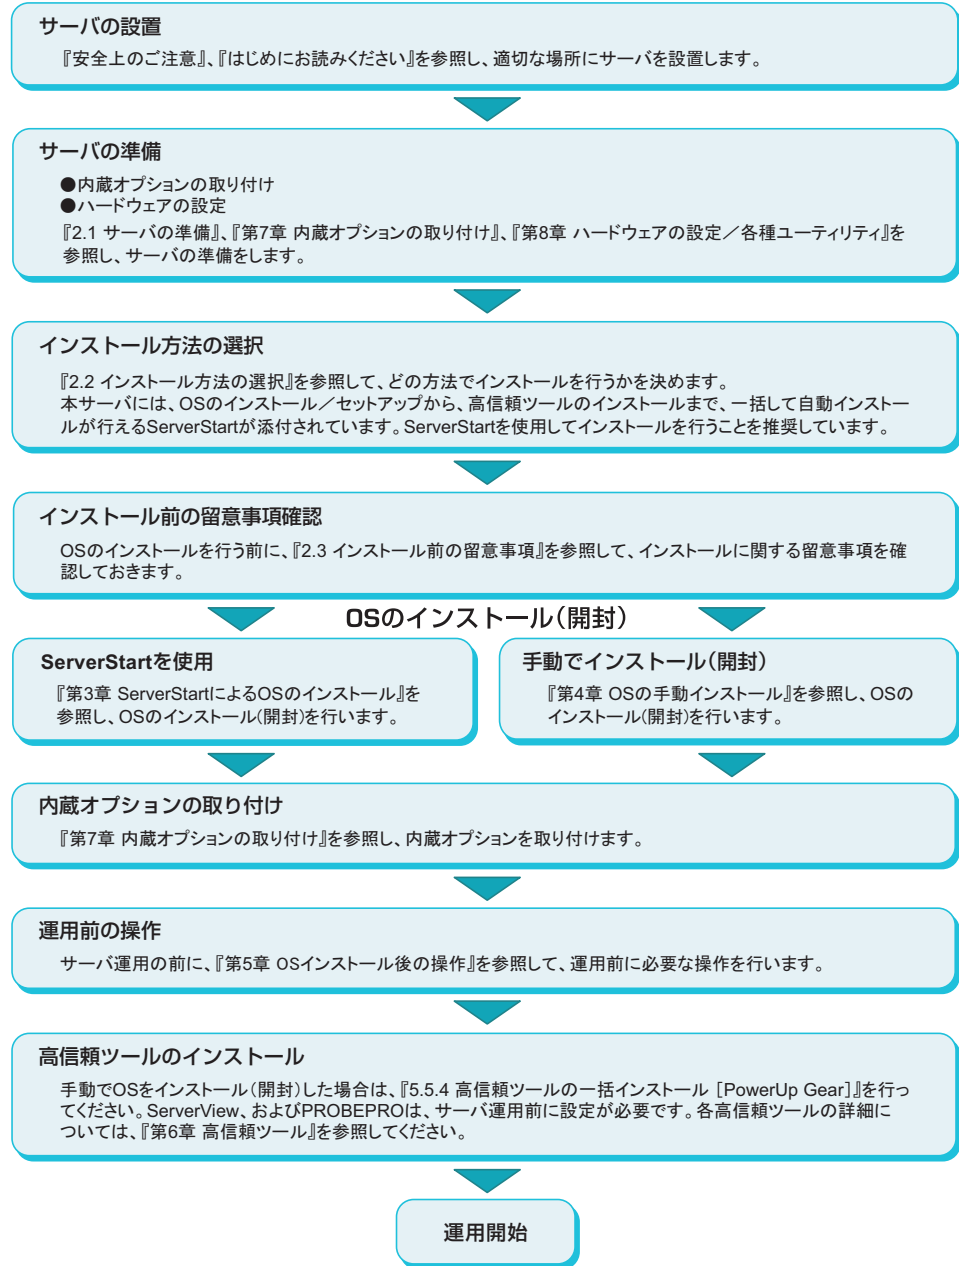 サーバの設置
『安全上のご注意』、『はじめにお読みください』を参照し、適切な場所にサーバを設置します。
サーバの準備
●内蔵オプションの取り付け
●ハードウェアの設定
『2.1 サーバの準備』、『第7章 内蔵オプションの取り付け』、『第8章 ハードウェアの設定／各種ユーティリティ』を
参照し、サーバの準備をします。
インストール方法の選択
『2.2 インストール方法の選択』を参照して、どの方法でインストールを行うかを決めます。
本サーバには、OSのインストール／セットアップから、高信頼ツールのインストールまで、一括して自動インストー
ルが行えるServerStartが添付されています。ServerStartを使用してインストールを行うことを推奨しています。
インストール前の留意事項確認
OSのインストールを行う前に、『2.3 インストール前の留意事項』を参照して、インストールに関する留意事項を確
認しておきます。
OSのインストール（開封）
ServerStartを使用
『第3章 ServerStartによるOSのインストール』を
参照し、OSのインストール(開封)を行います。
手動でインストール（開封）
『第4章 OSの手動インストール』を参照し、OSの
インストール(開封)を行います。
内蔵オプションの取り付け
『第7章 内蔵オプションの取り付け』を参照し、内蔵オプションを取り付けます。
運用前の操作
サーバ運用の前に、『第5章 OSインストール後の操作』を参照して、運用前に必要な操作を行います。
高信頼ツールのインストール
手動でOSをインストール（開封）した場合は、『5.5.4 高信頼ツールの一括インストール［PowerUp Gear］』を行っ
てください。ServerView、およびPROBEPROは、サーバ運用前に設定が必要です。各高信頼ツールの詳細に
ついては、『第6章 高信頼ツール』を参照してください。
運用開始